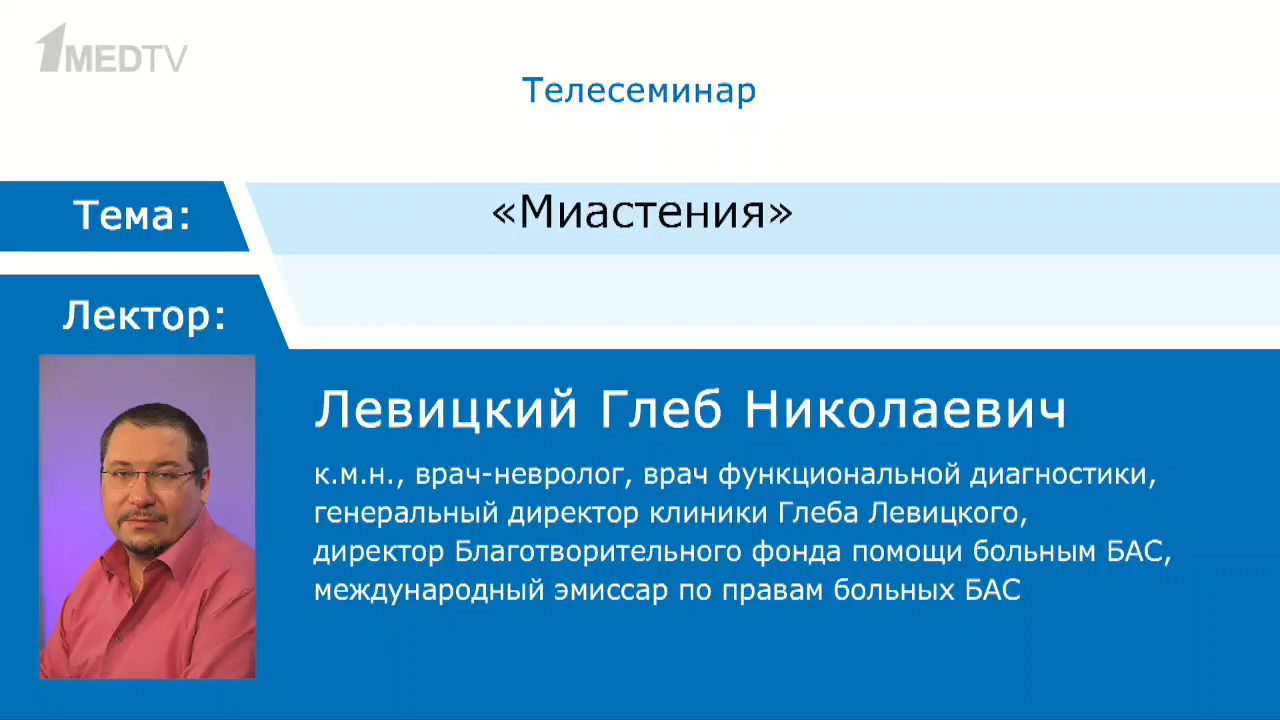 1MEDTV
Телесеминар
Тема:
«Миастения»
Лектор:
Левицкий Глеб Николаевич
к.м.н., врач-невролог, врач функциональной диагностики,
генеральный директор клиники Глеба Левицкого,
директор Благотворительного фонда помощи больным БАС,
международный эмиссар по правам больных БАС